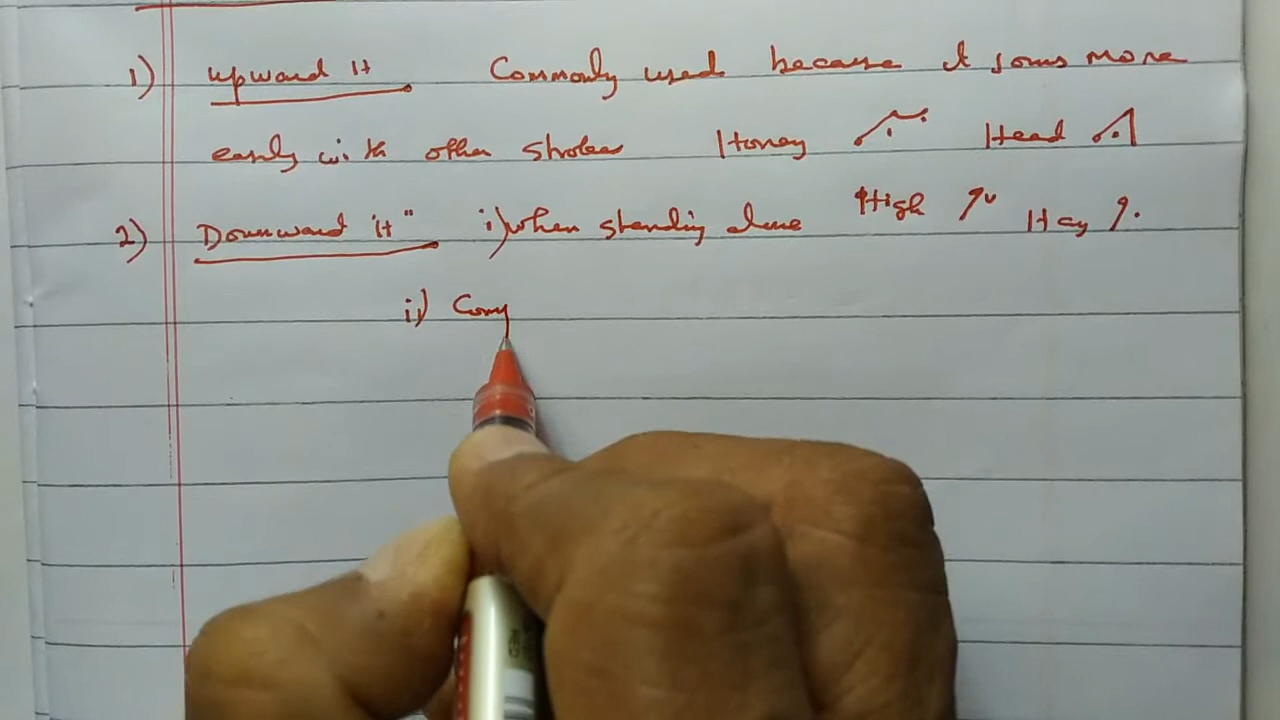 1) Upward H Commonly used because it joins more
easily with other strokes Honey Head
2) Downward "H" i) When standing alone High Hay
ii) Com